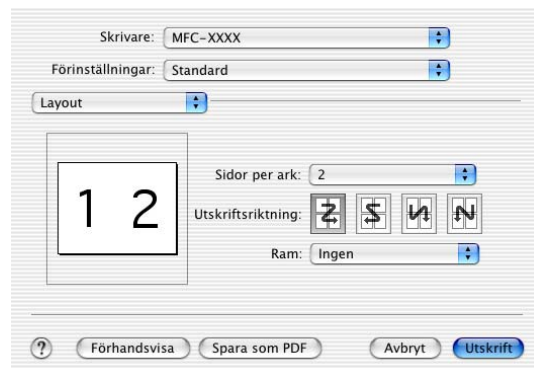 Skrivare: MFC-XXXX
Förinställningar: Standard
Layout
1 2
Sidor per ark: 2
Utskriftsriktning:
Ram: Ingen
? Förhandsvisa Spara som PDF Avbryt Utskrift